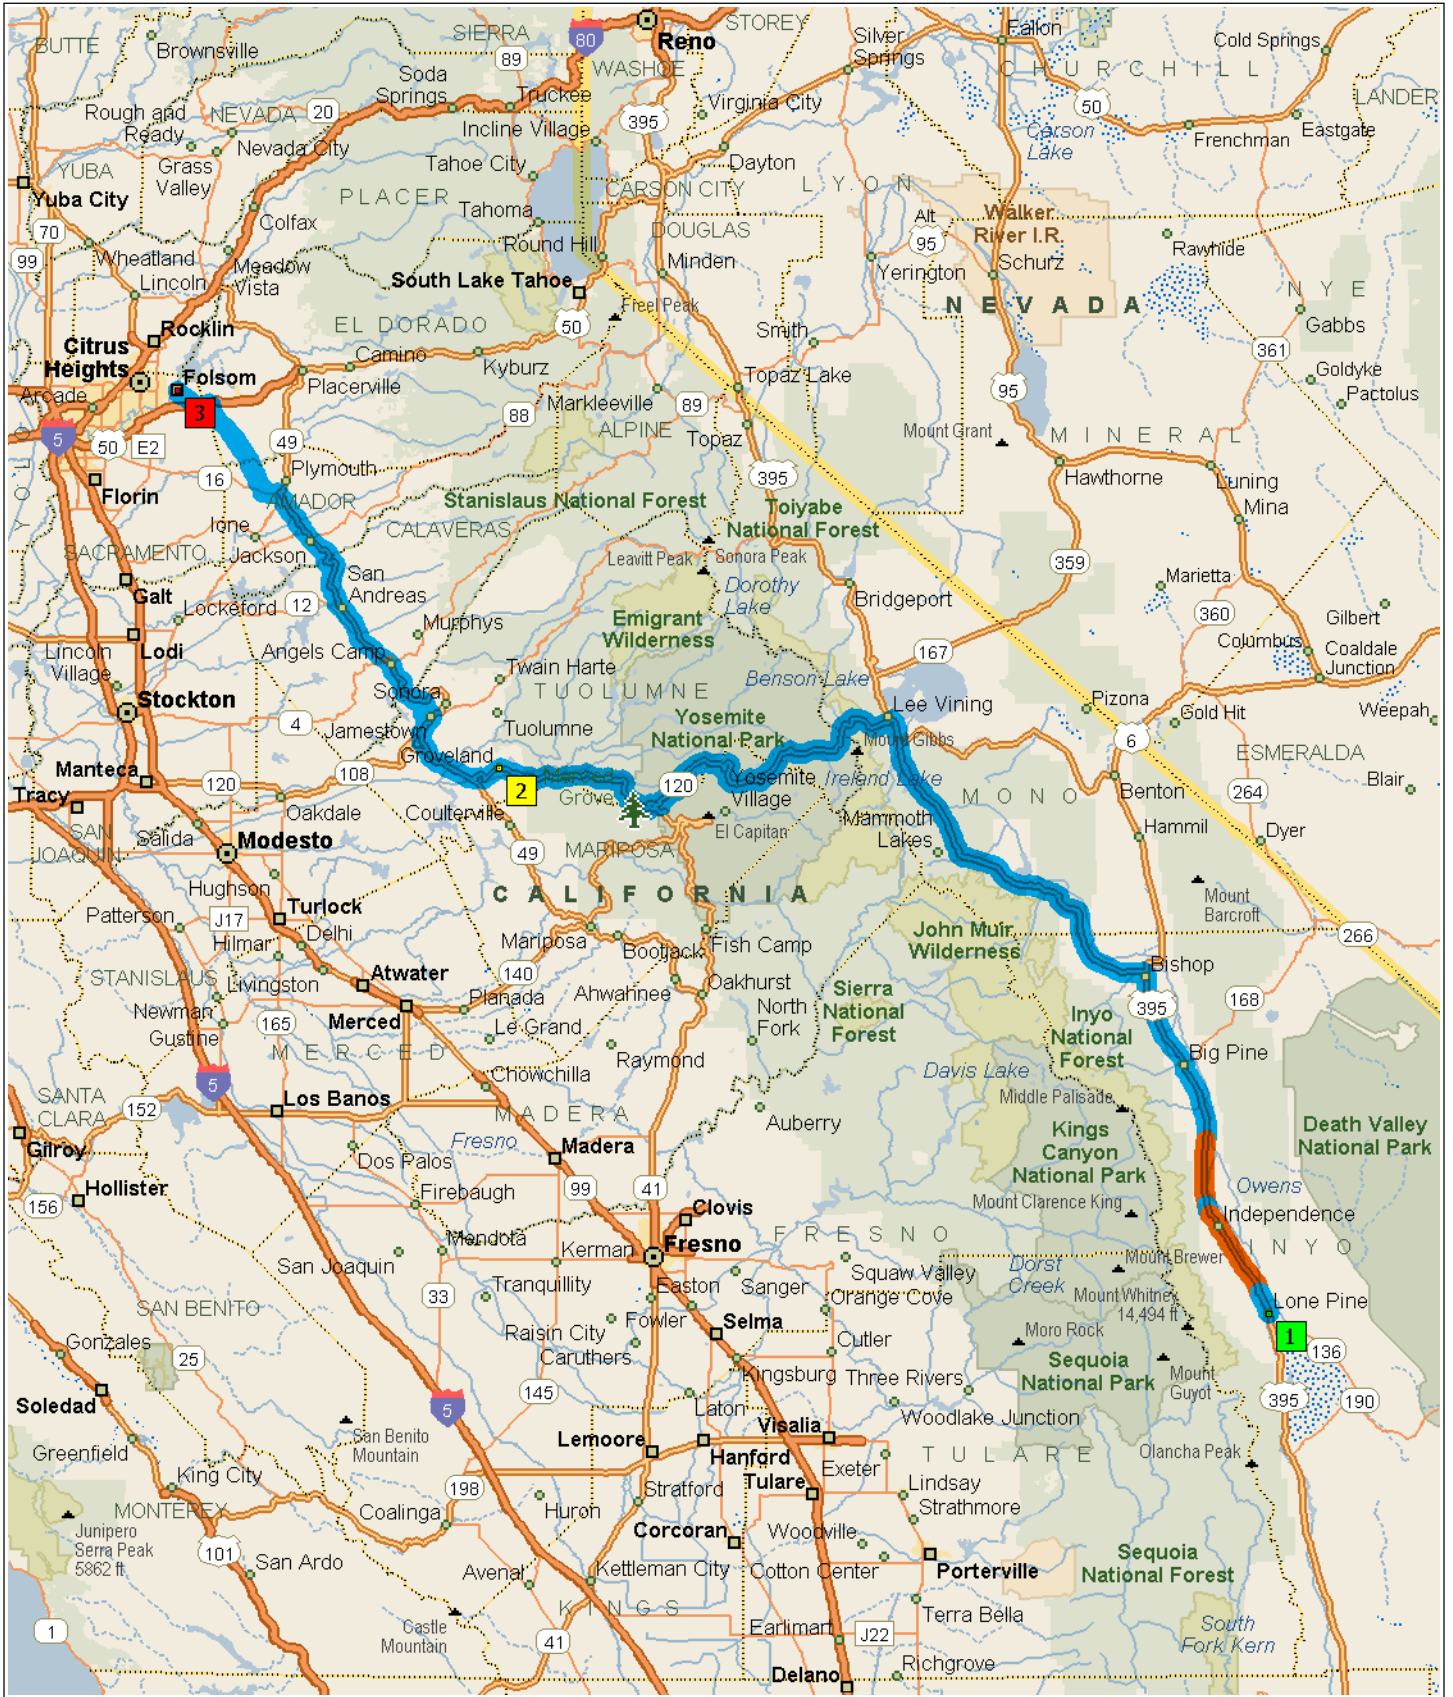 BUTTE
Brownsville
SIERRA
80
Reno
STOREY
Silver
Springs
Fallon
Cold Springs
89
WASHOE
CHURCHILL
Soda
Springs
Truckee
LANDER
Rough and
Ready
NEVADA
20
Incline Village
395
Virginia City
50
Carson
Lake
Frenchman
Eastgate
Nevada City
Grass
Valley
Tahoe City
Dayton
YUBA
Yuba City
PLACER
CARSON CITY
LYON
Colfax
Tahoma
Alt
95
Walker
River I.R.
70
DOUGLAS
Round Hill
Rawhide
99
Wheatland
Meadow
Vista
Lincoln
South Lake Tahoe
Minden
Yerington
Schurz
Freel Peak
NEVADA
NYE
Gabbs
Rocklin
EL DORADO
50
Smith
Citrus
Heights
Camino
Kyburz
361
Folsom
Placerville
Topaz Lake
Goldyke
95
Pactolus
Arcade
3
88
Markleeville
89
5
50
E2
49
ALPINE
Topaz
Mount Grant
MINERAL
YOLO
16
Plymouth
395
Hawthorne
Luning
Florin
AMADOR
Stanislaus National Forest
Toiyabe
National Forest
Mina
Ione
CALAVERAS
SACRAMENTO
Jackson
Leavitt Peak
Sonora Peak
359
San
Andreas
Dorothy
Lake
Marietta
Galt
Lockeford
12
Bridgeport
360
Gilbert
Murphys
Emigrant
Wilderness
Lodi
Columbus
Coaldale
Junction
Lincoln
Village
Angels Camp
167
Twain Harte
Benson Lake
Sonora
TUOLUMNE
Stockton
Lee Vining
Pizona
4
Jamestown
Tuolumne
Yosemite
National Park
Gold Hit
Weepah
Groveland
Mount Gibbs
6
Manteca
120
108
ESMERALDA
Merced
Grove
120
Yosemite
Village
Ireland Lake
Tracy
2
MONO
Benton
264
Blair
SAN
JOAQUIN
Oakdale
Coulterville
El Capitan
Mammoth
Lakes
Hammil
Dyer
Salida
Modesto
49
MARIPOSA
Hughson
CALIFORNIA
Mount
Barcroft
Patterson
J17
Turlock
Delhi
266
Hilmar
Mariposa
Bootjack
Fish Camp
John Muir
Wilderness
Bishop
STANISLAUS
Livingston
Atwater
140
Oakhurst
Ahwahnee
Planada
North
Fork
Sierra
National
Forest
395
168
Newman
Merced
Gustine
165
Le Grand
Inyo
National
Forest
MERCED
Raymond
Big Pine
5
Chowchilla
Davis Lake
SANTA
CLARA
Los Banos
Middle Palisade
152
MADERA
Auberry
Gilroy
Fresno
Madera
Kings
Canyon
National Park
Death Valley
National Park
Dos Palos
Hollister
Firebaugh
99
41
Owens
156
Clovis
Mount Clarence King
Independence
Mendota
Kerman
Fresno
FRESNO
INYO
San Joaquin
Mount Brewer
Easton
Sanger
Squaw Valley
Dorst
Creek
Tranquillity
33
Orange Cove
Mount Whitney
14,494 ft
Lone Pine
SAN BENITO
Fowler
Raisin City
Selma
Caruthers
Cutler
Moro Rock
1
136
Gonzales
25
Kingsburg
Three Rivers
Sequoia
National Park
Mount
Guyot
145
395
190
Soledad
5
Laton
Woodlake Junction
San Benito
Mountain
Visalia
Greenfield
Lemoore
Hanford
TULARE
Olancha Peak
Exeter
King City
Tulare
Lindsay
198
Stratford
MONTEREY
Coalinga
Huron
Strathmore
Junipero
Serra Peak
5862 ft
101
Corcoran
Woodville
San Ardo
Sequoia
National Forest
Avenal
Kettleman City
Cotton Center
Porterville
Castle
Mountain
KINGS
Terra Bella
1
Earlimart
J22
South
Fork Kern
41
Richgrove
Delano